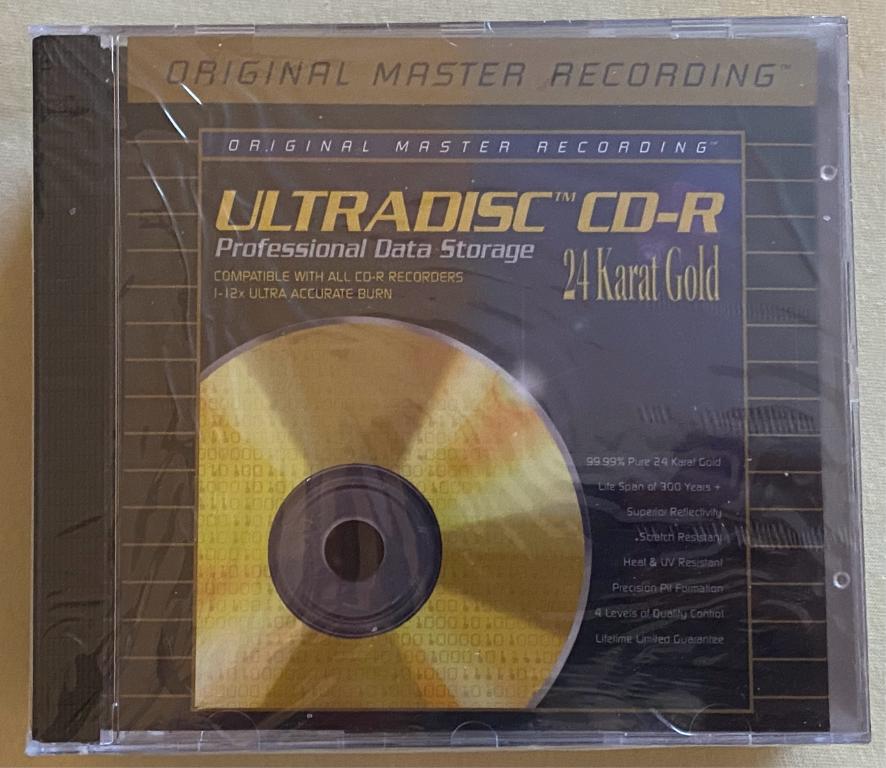 ORIGINAL MASTER RECORDING™
ORIGINAL MASTER RECORDING™
ULTRADISC™ CD-R
Professional Data Storage
24 Karat Gold
COMPATIBLE WITH ALL CD-R RECORDERS
1-12x ULTRA ACCURATE BURN
99.99% Pure 24 Karat Gold
Life Span of 300 Years +
Superior Reflectivity
Scratch Resistant
Heat & UV Resistant
Precision Pit Formation
4 Levels of Quality Control
Lifetime Limited Guarantee